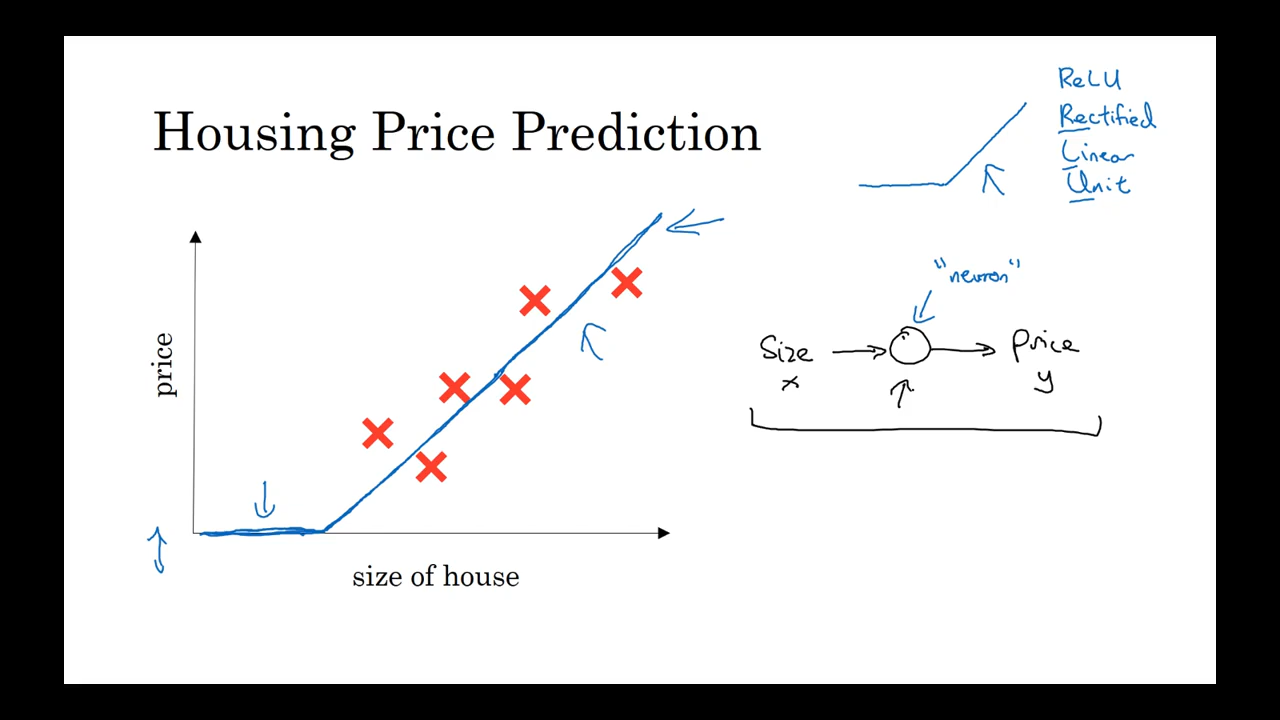 Housing Price Prediction
ReLU
Rectified
Linear
Unit
price
size of house
"neuron"
Size
x
Price
y